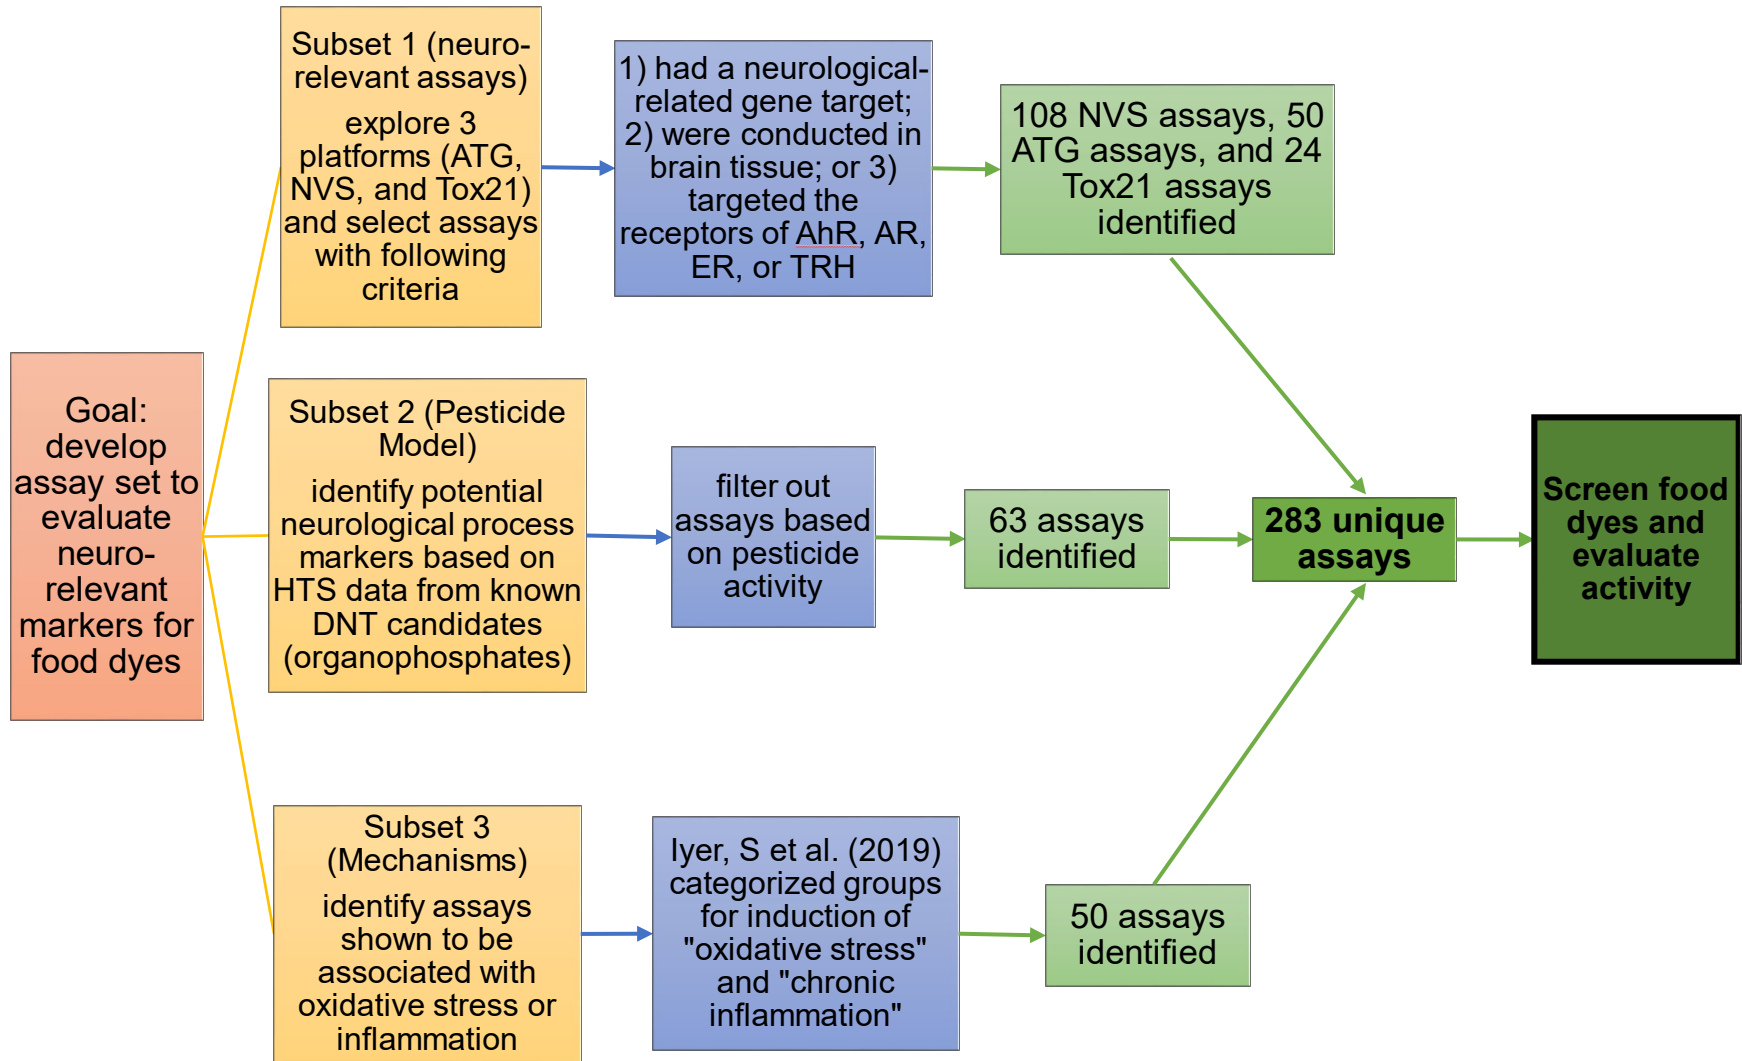 Goal:
develop
assay set to
evaluate
neuro-
relevant
markers for
food dyes
Subset 1 (neuro-
relevant assays)
explore 3
platforms (ATG,
NVS, and Tox21)
and select assays
with following
criteria
1) had a neurological-
related gene target;
2) were conducted in
brain tissue; or 3)
targeted the
receptors of AhR, AR,
ER, or TRH
108 NVS assays, 50
ATG assays, and 24
Tox21 assays
identified
Subset 2 (Pesticide
Model)
identify potential
neurological process
markers based on
HTS data from known
DNT candidates
(organophosphates)
filter out
assays based
on pesticide
activity
63 assays
identified
Subset 3
(Mechanisms)
identify assays
shown to be
associated with
oxidative stress or
inflammation
Iyer, S et al. (2019)
categorized groups
for induction of
"oxidative stress"
and "chronic
inflammation"
50 assays
identified
283 unique
assays
Screen food
dyes and
evaluate
activity